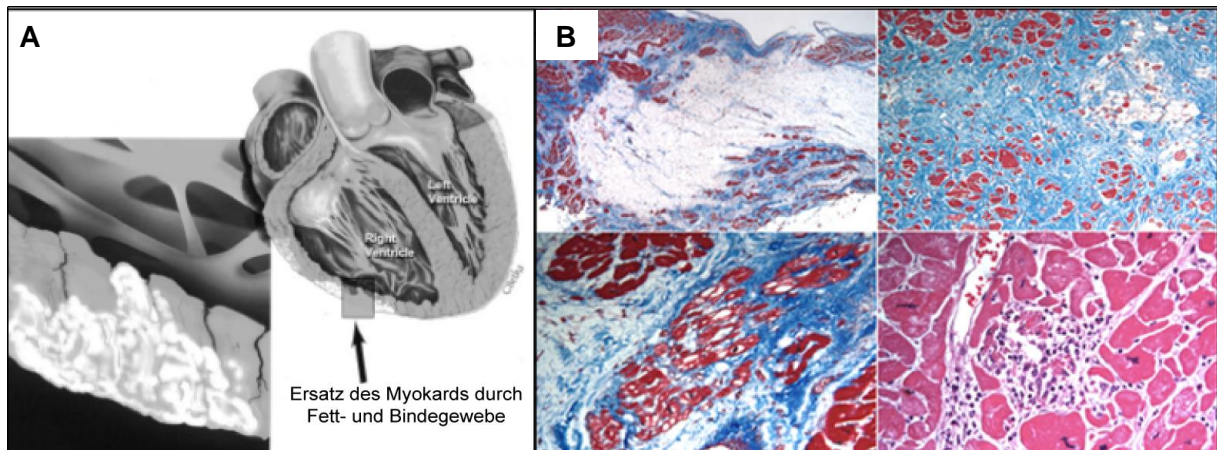 A
Left
Ventricle
Right
Ventricle
Ersatz des Myokards durch
Fett- und Bindegewebe
B